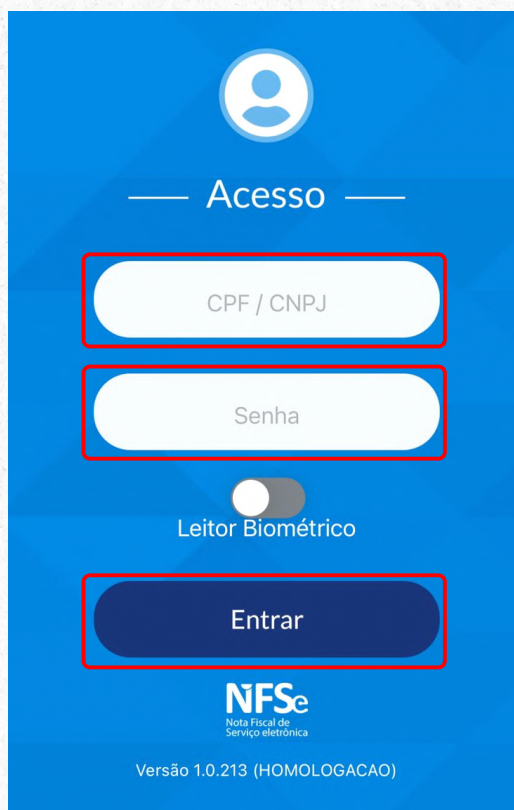 Acesso
CPF / CNPJ
Senha
Leitor Biométrico
Entrar
NFSe
Nota Fiscal de
Serviço eletrônica
Versão 1.0.213 (HOMOLOGACAO)